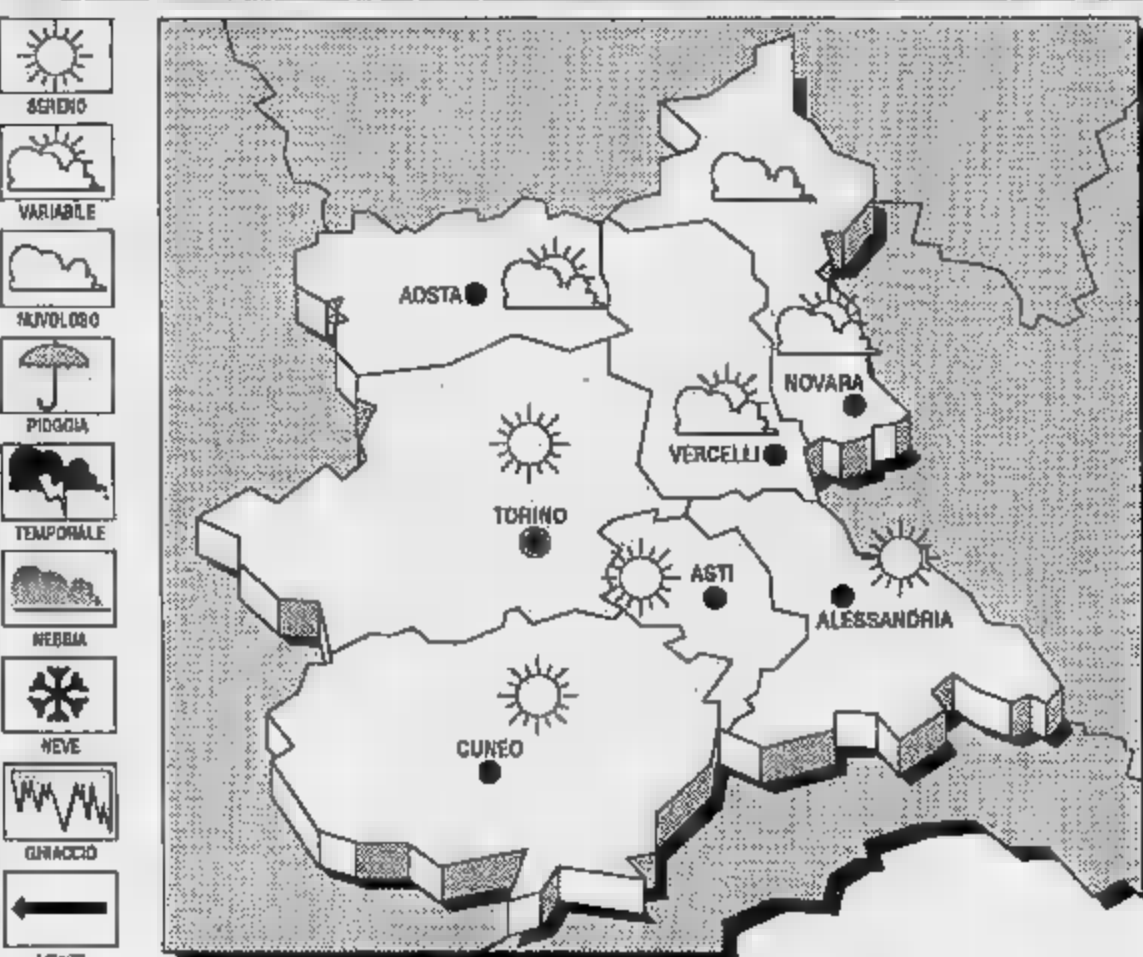 SERENO
VARIABILE
NUVOLOSO
PIOGGIA
TEMPORALE
NEBBIA
NEVE
GHIACCIO
AOSTA
NOVARA
VERCELLI
TORINO
ASTI
ALESSANDRIA
CUNEO